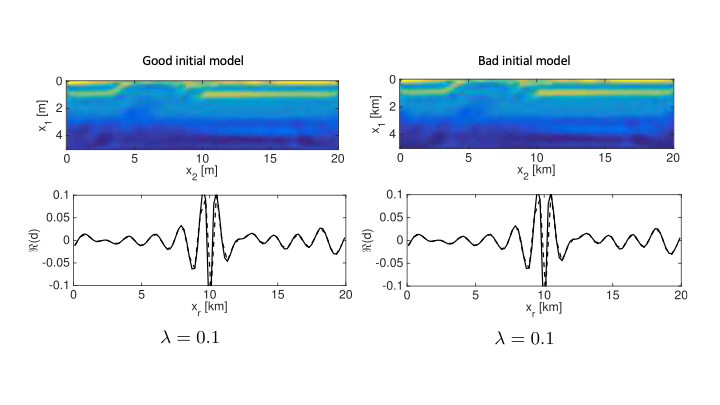 Good initial model
Bad initial model
0
2
4
x₁ [m]
0 5 10 15 20
x₂ [m]
0
2
4
x₁ [km]
0 5 10 15 20
x₂ [km]
0.1
0.05
0
-0.05
-0.1
ℜ(d)
0 5 10 15 20
xᵣ [km]
0.1
0.05
0
-0.05
-0.1
ℜ(d)
0 5 10 15 20
xᵣ [km]
λ = 0.1
λ = 0.1